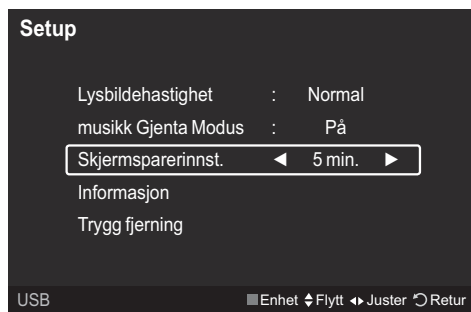 Setup
Lysbildehastighet : Normal
musikk Gjenta Modus : På
Skjermsparerinnst. ◀ 5 min. ▶
Informasjon
Trygg fjerning
USB Enhet Flytt Juster Retur